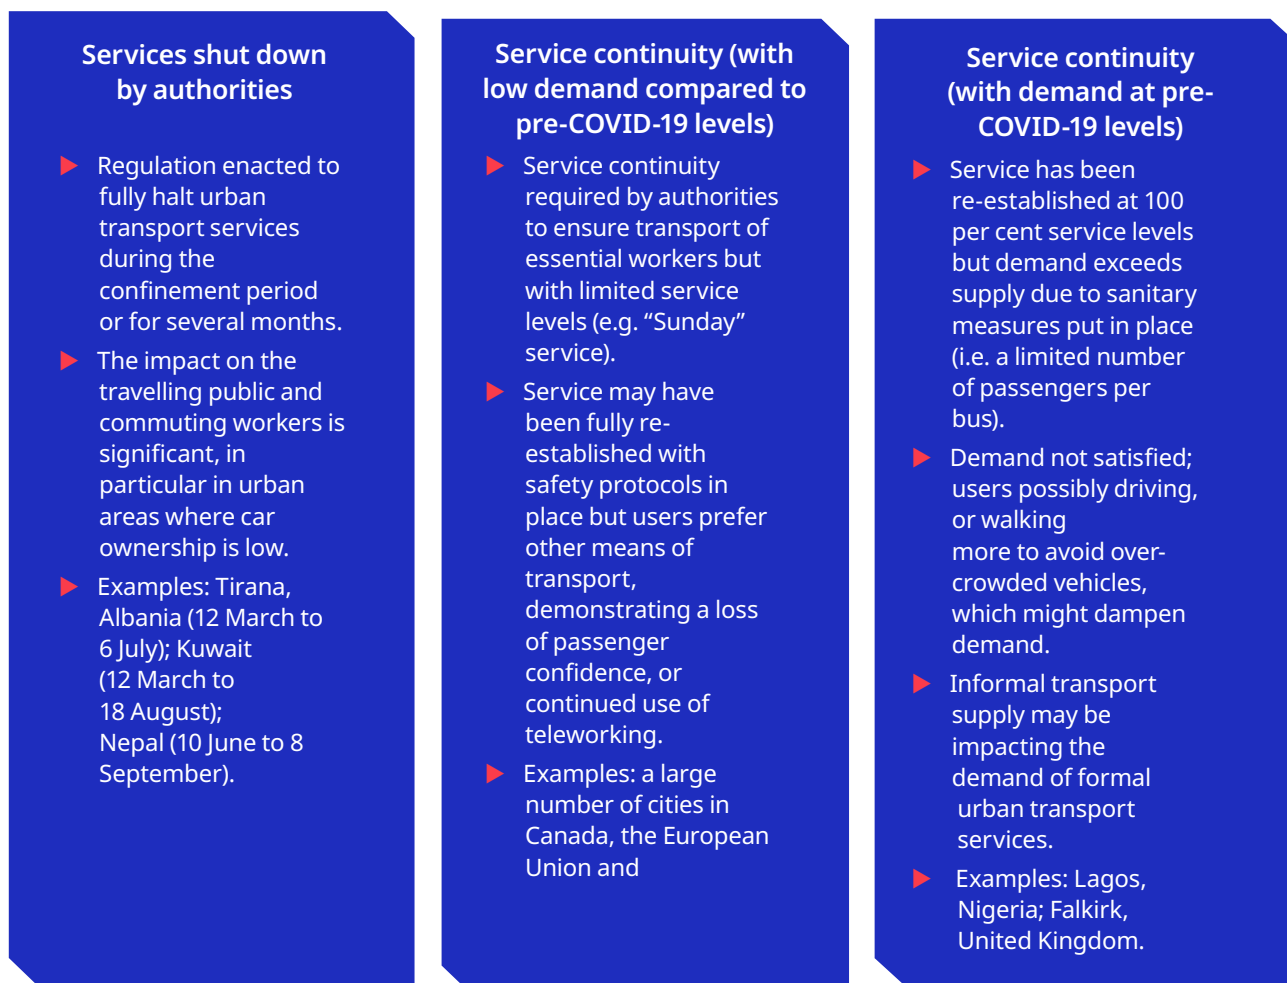 Services shut down
by authorities
Regulation enacted to
fully halt urban
transport services
during the
confinement period
or for several months.
The impact on the
travelling public and
commuting workers is
significant, in
particular in urban
areas where car
ownership is low.
Examples: Tirana,
Albania (12 March to
6 July); Kuwait
(12 March to
18 August);
Nepal (10 June to 8
September).
Service continuity (with
low demand compared to
pre-COVID-19 levels)
Service continuity
required by authorities
to ensure transport of
essential workers but
with limited service
levels (e.g. “Sunday”
service).
Service may have
been fully re-
established with
safety protocols in
place but users prefer
other means of
transport,
demonstrating a loss
of passenger
confidence, or
continued use of
teleworking.
Examples: a large
number of cities in
Canada, the European
Union and
Service continuity
(with demand at pre-
COVID-19 levels)
Service has been
re-established at 100
per cent service levels
but demand exceeds
supply due to sanitary
measures put in place
(i.e. a limited number
of passengers per
bus).
Demand not satisfied;
users possibly driving,
or walking
more to avoid over-
crowded vehicles,
which might dampen
demand.
Informal transport
supply may be
impacting the
demand of formal
urban transport
services.
Examples: Lagos,
Nigeria; Falkirk,
United Kingdom.